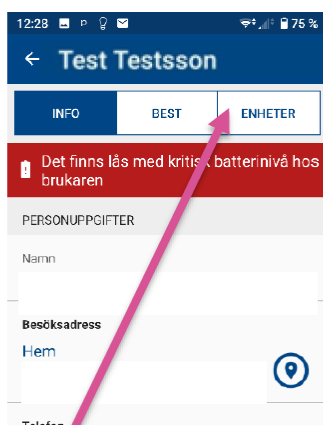 12:28 75 %
Test Testsson
INFO BEST ENHETER
Det finns lås med kritisk batterinivå hos
brukaren
PERSONUPPGIFTER
Namn
Besöksadress
Hem
Telefon